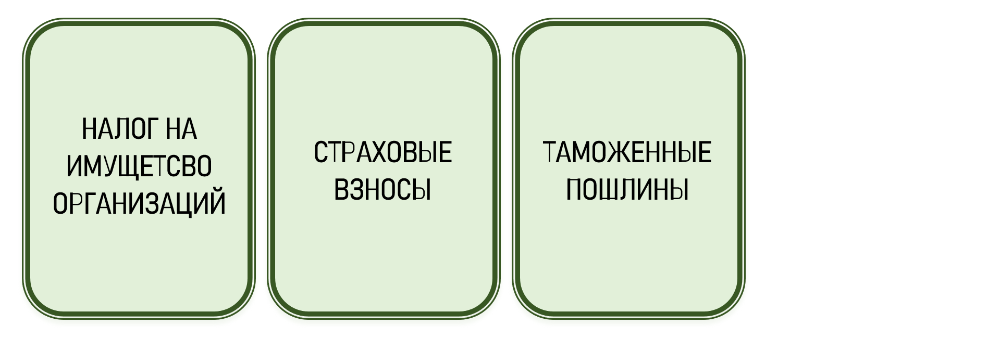 НАЛОГ НА
ИМУЩЕТСВО
ОРГАНИЗАЦИЙ
СТРАХОВЫЕ
ВЗНОСЫ
ТАМОЖЕННЫЕ
ПОШЛИНЫ